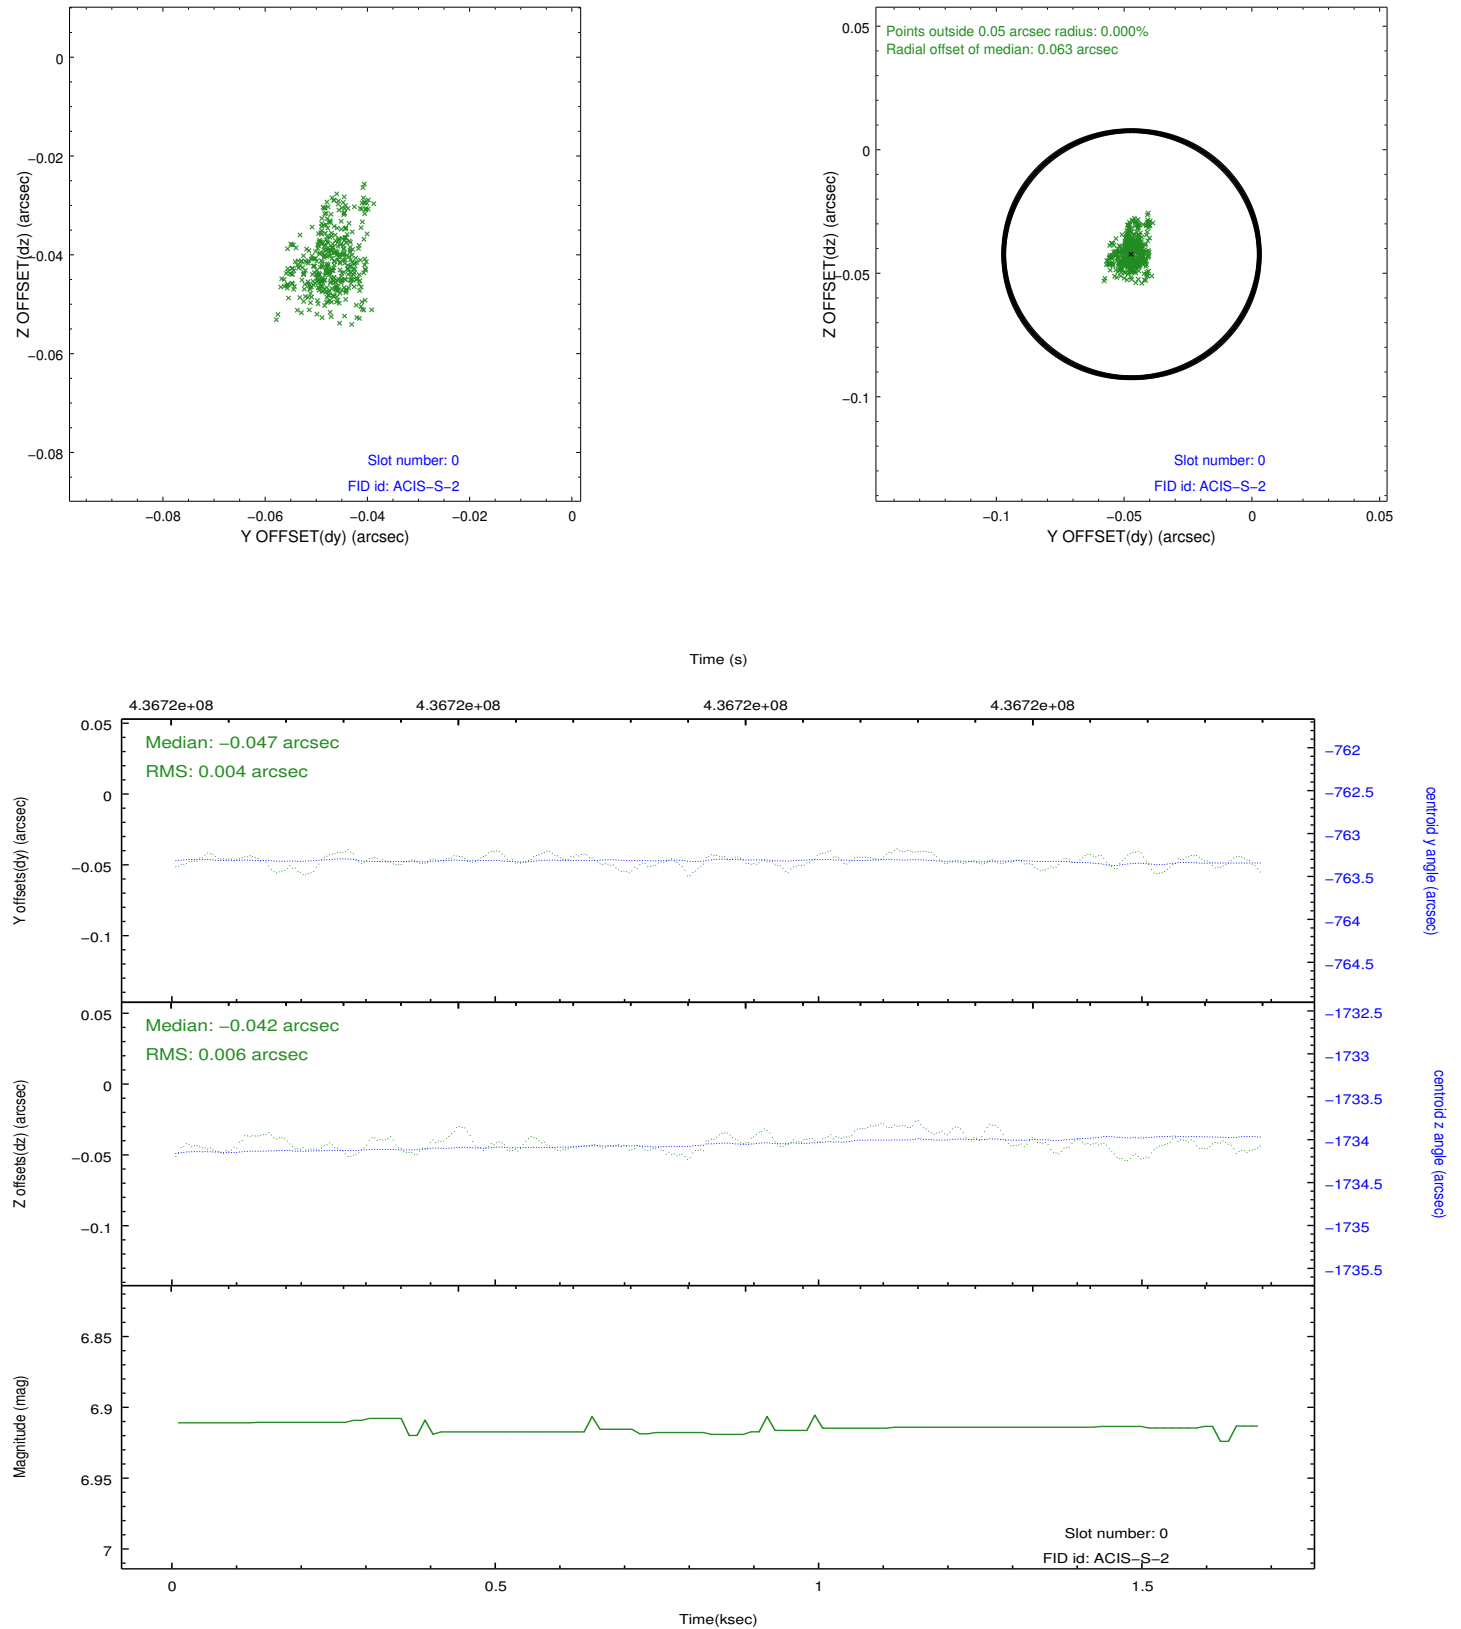 0
−0.02
−0.04
−0.06
−0.08
Z OFFSET(dz) (arcsec)
Slot number: 0
FID id: ACIS−S−2
−0.08
−0.06
−0.04
−0.02
0
Y OFFSET(dy) (arcsec)
Points outside 0.05 arcsec radius: 0.000%
Radial offset of median: 0.063 arcsec
0.05
0
−0.05
−0.1
Z OFFSET(dz) (arcsec)
Slot number: 0
FID id: ACIS−S−2
−0.1
−0.05
0
0.05
Y OFFSET(dy) (arcsec)
Time (s)
4.3672e+08
4.3672e+08
4.3672e+08
4.3672e+08
Median: −0.047 arcsec
RMS: 0.004 arcsec
0.05
0
−0.05
−0.1
Y offsets(dy) (arcsec)
−762
−762.5
−763
−763.5
−764
−764.5
centroid y angle (arcsec)
Median: −0.042 arcsec
RMS: 0.006 arcsec
0.05
0
−0.05
−0.1
Z offsets(dz) (arcsec)
−1732.5
−1733
−1733.5
−1734
−1734.5
−1735
−1735.5
centroid z angle (arcsec)
6.85
6.9
6.95
7
Magnitude (mag)
Slot number: 0
FID id: ACIS−S−2
0
0.5
1
1.5
Time(ksec)